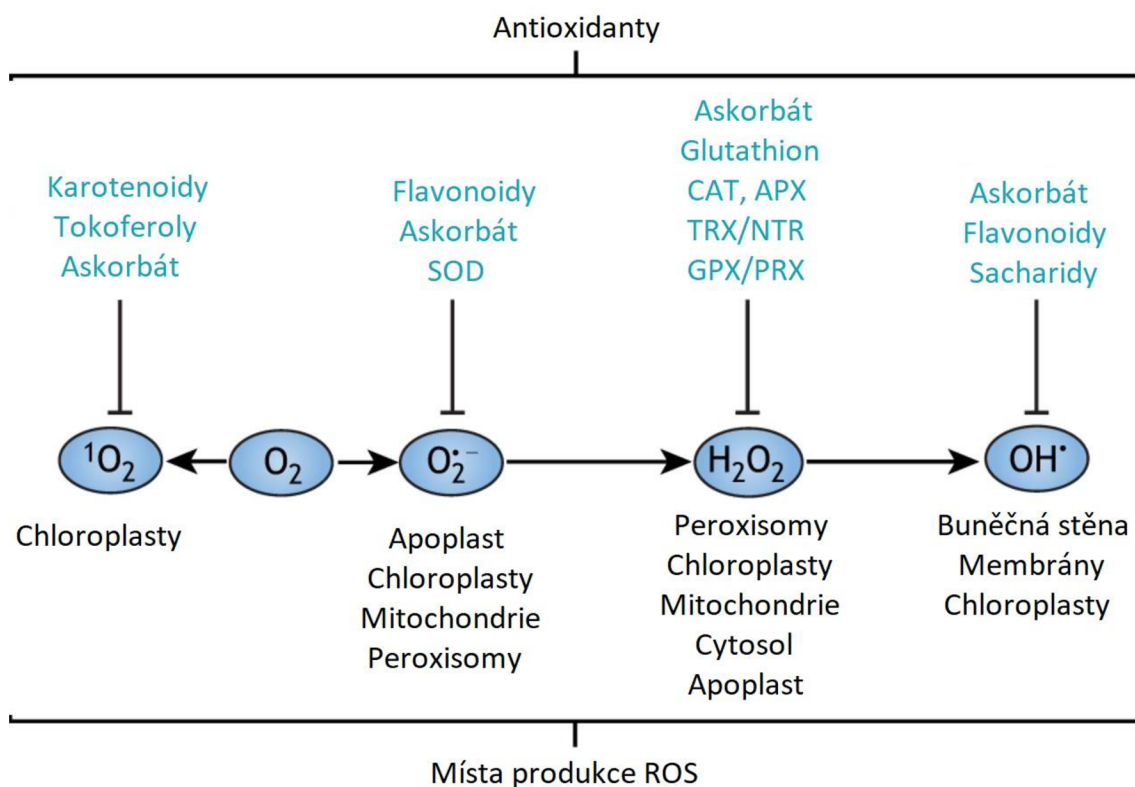 Antioxidanty
Karotenoidy
Tokoferoly
Askorbát
Flavonoidy
Askorbát
SOD
Askorbát
Glutathion
CAT, APX
TRX/NTR
GPX/PRX
Askorbát
Flavonoidy
Sacharidy
¹O₂
O₂
O₂•⁻
H₂O₂
OH•
Chloroplasty
Apoplast
Chloroplasty
Mitochondrie
Peroxisomy
Peroxisomy
Chloroplasty
Mitochondrie
Cytosol
Apoplast
Buněčná stěna
Membrány
Chloroplasty
Místa produkce ROS